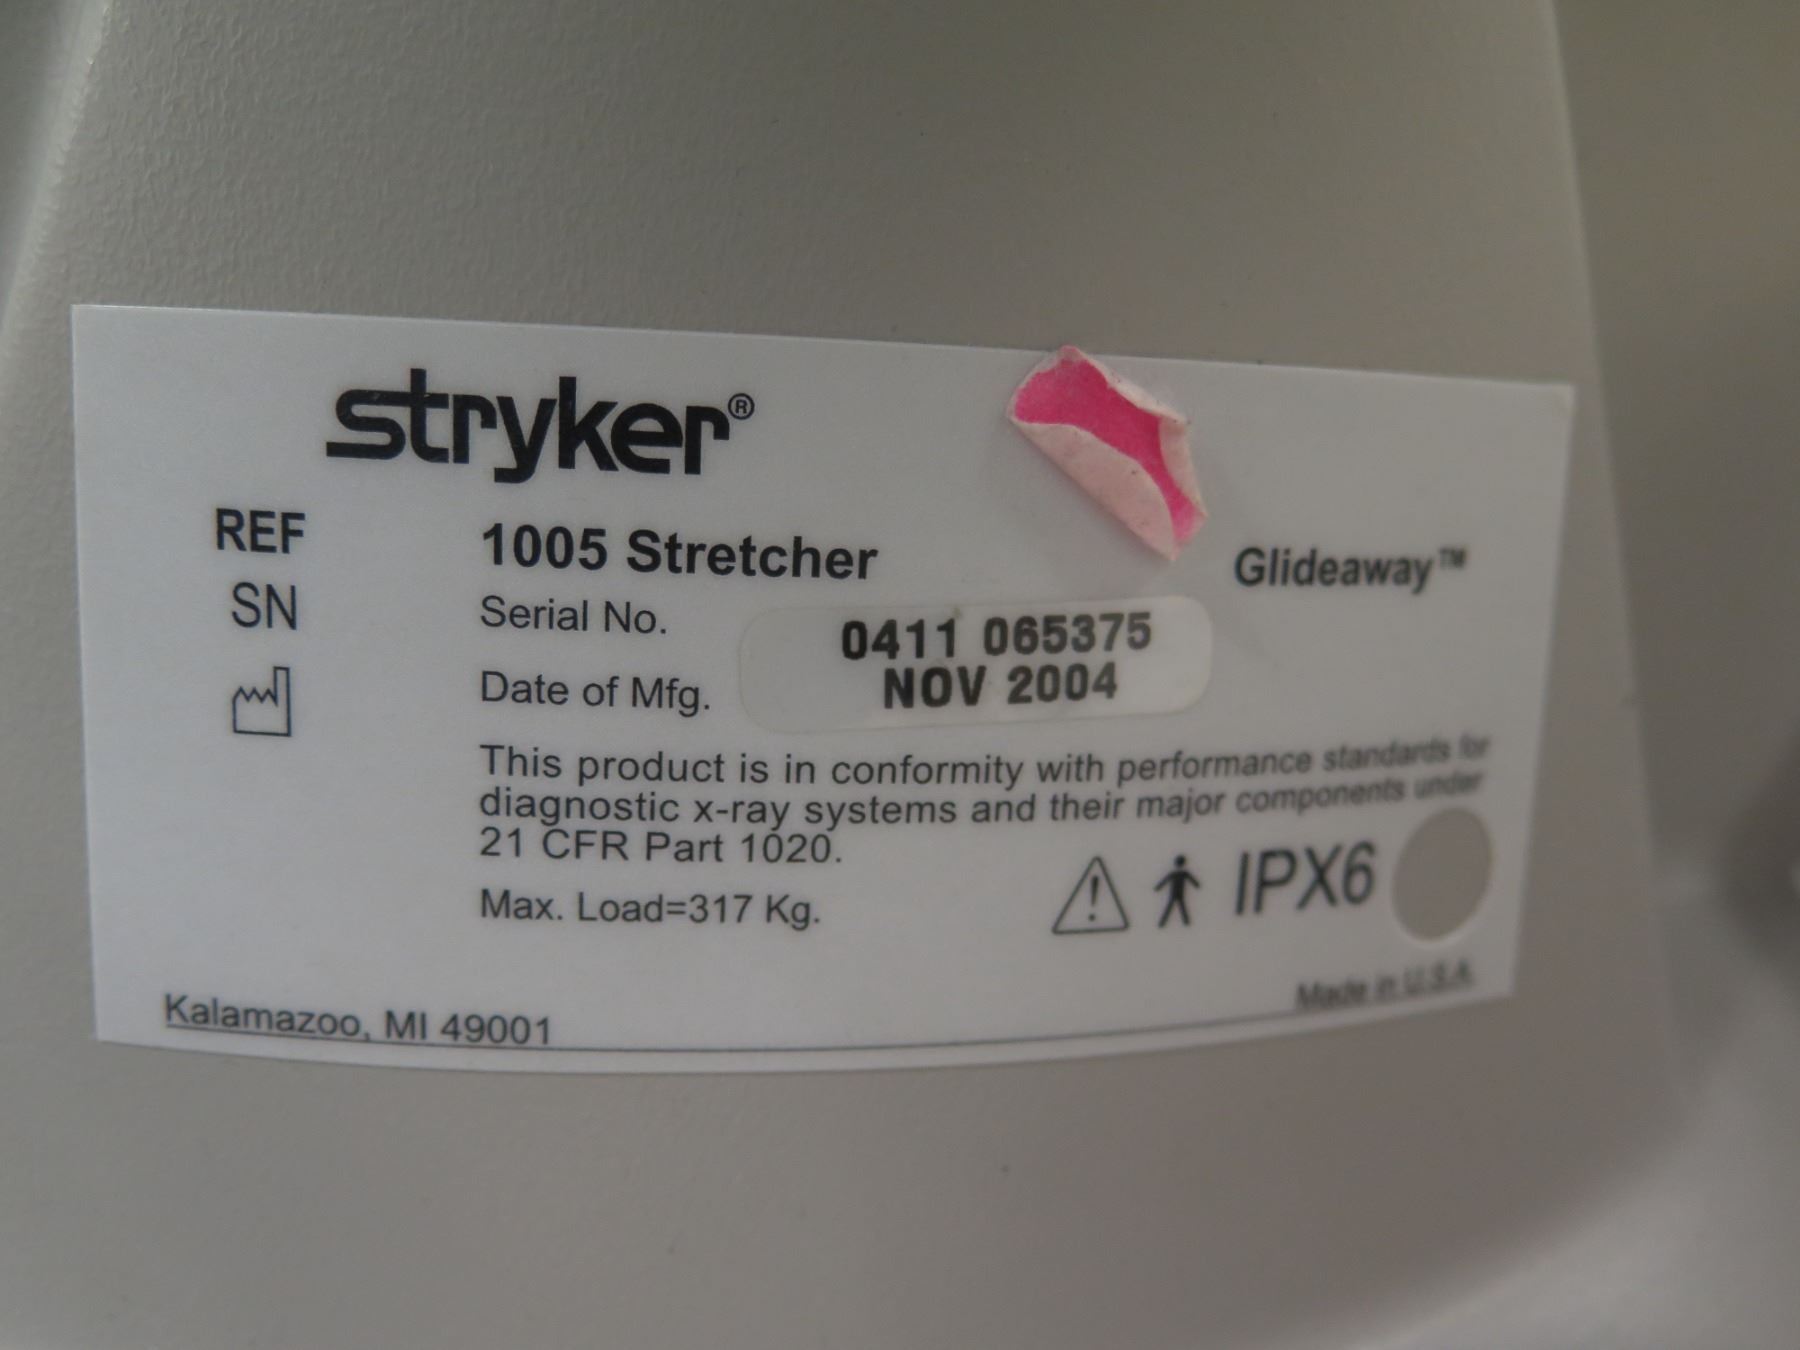 stryker®
REF 1005 Stretcher Glideaway™
SN Serial No. 0411 065375
Date of Mfg. NOV 2004
This product is in conformity with performance standards for
diagnostic x-ray systems and their major components under
21 CFR Part 1020.
Max. Load=317 Kg. IPX6
Kalamazoo, MI 49001 Made in U.S.A.